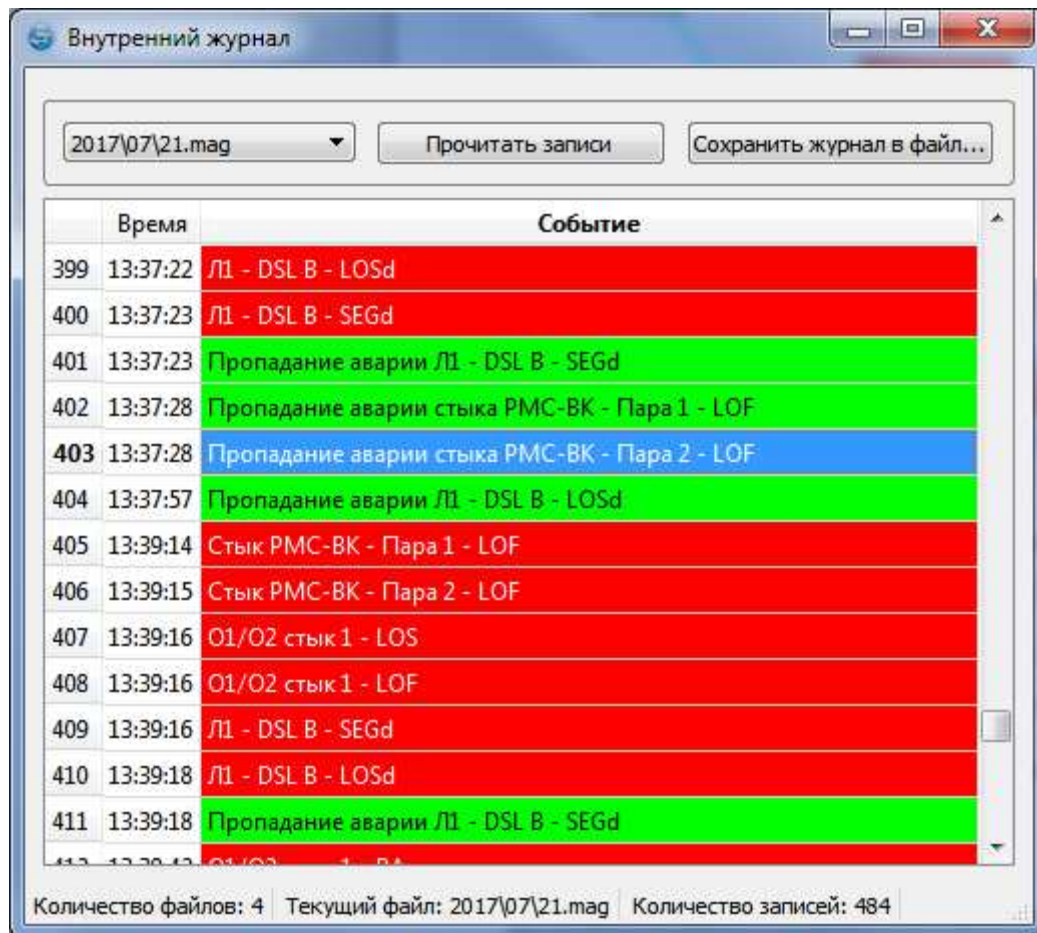 Внутренний журнал
2017\07\21.mag Прочитать записи Сохранить журнал в файл...
Время Событие
399 13:37:22 Л1 - DSL B - LOSd
400 13:37:23 Л1 - DSL B - SEGd
401 13:37:23 Пропадание аварии Л1 - DSL B - SEGd
402 13:37:28 Пропадание аварии стыка РМС-ВК - Пара 1 - LOF
403 13:37:28 Пропадание аварии стыка РМС-ВК - Пара 2 - LOF
404 13:37:57 Пропадание аварии Л1 - DSL B - LOSd
405 13:39:14 Стык РМС-ВК - Пара 1 - LOF
406 13:39:15 Стык РМС-ВК - Пара 2 - LOF
407 13:39:16 О1/О2 стык 1 - LOS
408 13:39:16 О1/О2 стык 1 - LOF
409 13:39:16 Л1 - DSL B - SEGd
410 13:39:18 Л1 - DSL B - LOSd
411 13:39:18 Пропадание аварии Л1 - DSL B - SEGd
Количество файлов: 4 Текущий файл: 2017\07\21.mag Количество записей: 484